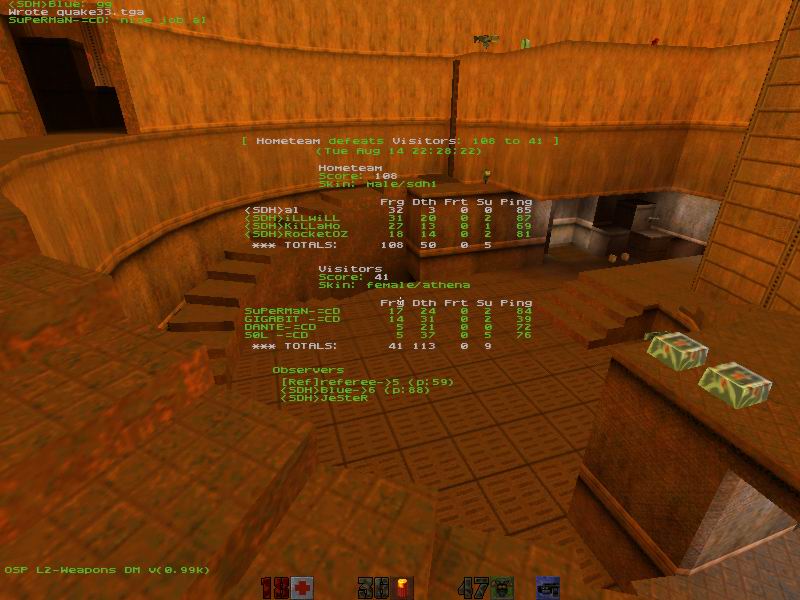 <SDH>Blue: gg
Wrote quake33.tga
SuPeRMaN-=cD: nice job al
[ Hometeam defeats Visitors: 108 to 41 ]
(Tue Aug 14 22:28:22)
Hometeam
Score: 108
Skin: male/sdh1
Frg Dth Frt Su Ping
<SDH>al 32 3 0 0 85
<SDH>iLLwiLL 31 20 0 2 87
<SDH>KiLLaHo 27 13 0 1 69
<SDH>RocketOZ 18 14 0 2 81
*** TOTALS: 108 50 0 5
Visitors
Score: 41
Skin: female/athena
Frg Dth Frt Su Ping
SuPeRMaN-=cD 17 24 0 2 84
GIGABIT -=CD 14 31 0 2 39
DANTE-=CD 5 21 0 0 72
S0L -=CD 5 37 0 5 76
*** TOTALS: 41 113 0 9
Observers
[Ref]referee->5 (p:59)
<SDH>Blue->6 (p:88)
<SDH>JeSteR
OSP L2-Weapons DM v(0.99k)
47